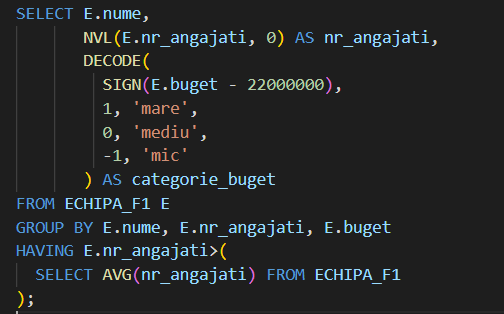 SELECT E.nume,
NVL(E.nr_angajati, 0) AS nr_angajati,
DECODE(
SIGN(E.buget - 22000000),
1, 'mare',
0, 'mediu',
-1, 'mic'
) AS categorie_buget
FROM ECHIPA_F1 E
GROUP BY E.nume, E.nr_angajati, E.buget
HAVING E.nr_angajati>(
SELECT AVG(nr_angajati) FROM ECHIPA_F1
);